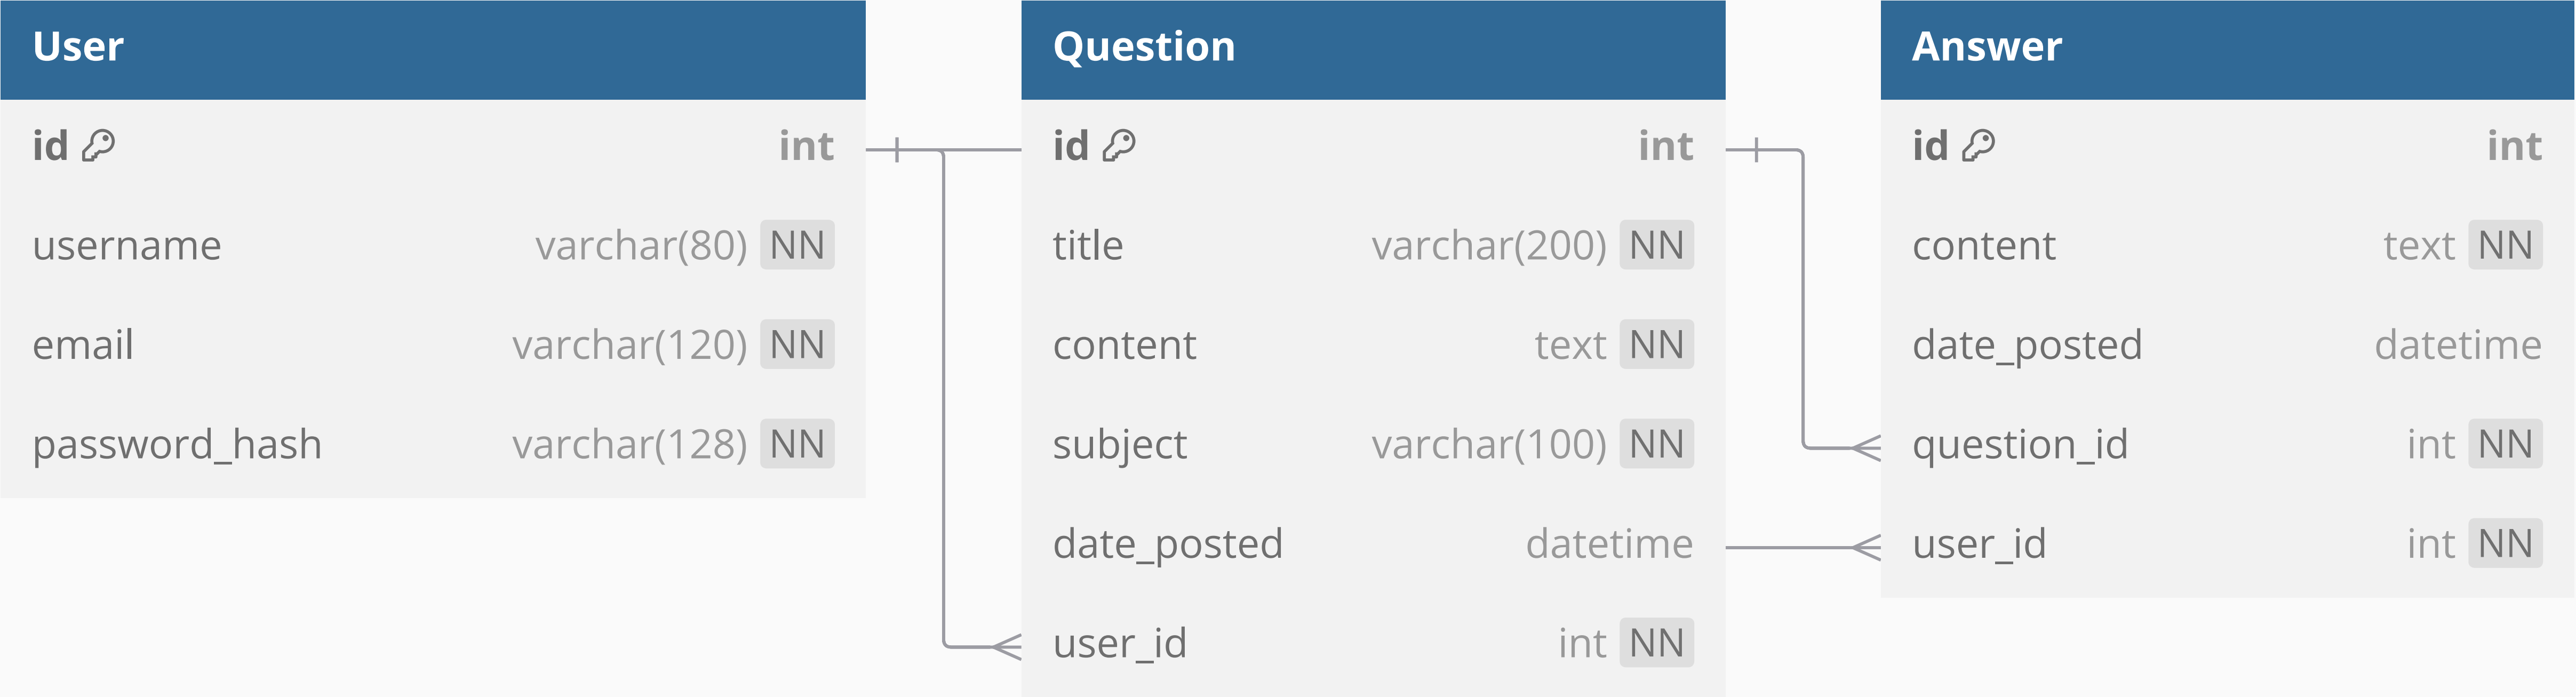 User
id int
username varchar(80) NN
email varchar(120) NN
password_hash varchar(128) NN
Question
id int
title varchar(200) NN
content text NN
subject varchar(100) NN
date_posted datetime
user_id int NN
Answer
id int
content text NN
date_posted datetime
question_id int NN
user_id int NN